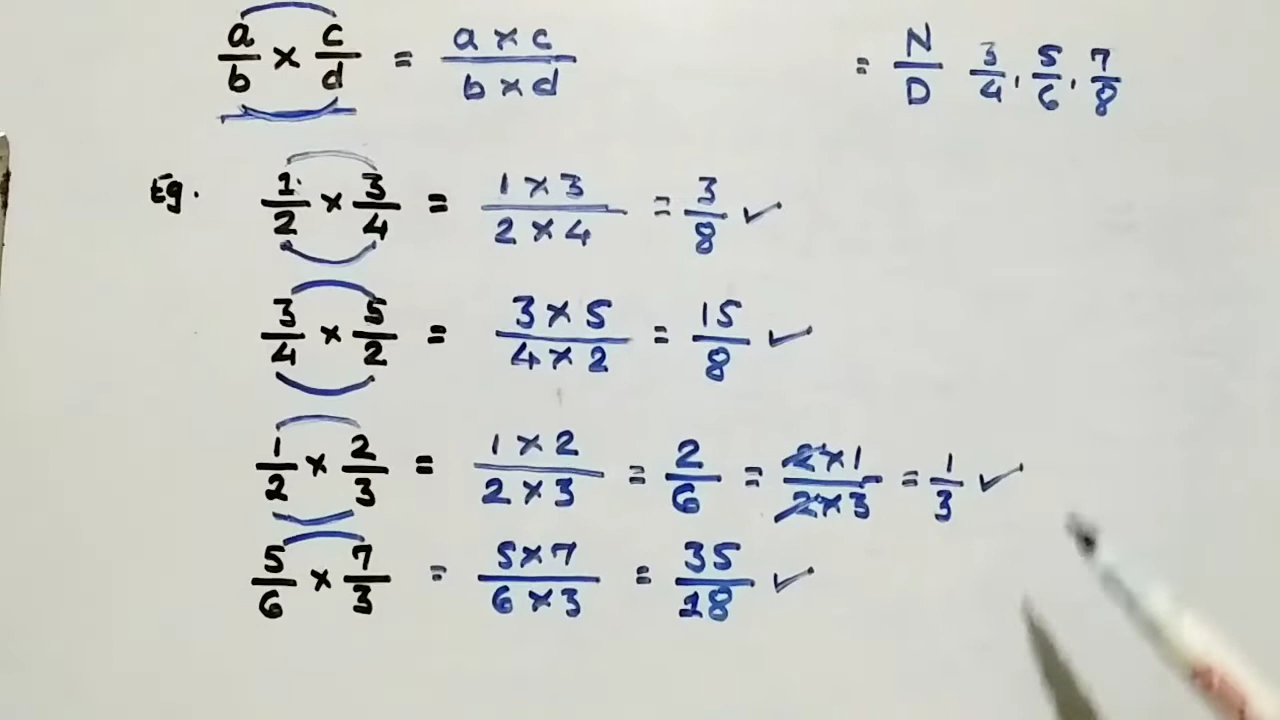 a/b × c/d = a × c / b × d = N/D 3/4, 5/6, 7/8
Eg. 1/2 × 3/4 = 1 × 3 / 2 × 4 = 3/8 ✓
3/4 × 5/2 = 3 × 5 / 4 × 2 = 15/8 ✓
1/2 × 2/3 = 1 × 2 / 2 × 3 = 2/6 = 2×1 / 2×3 = 1/3 ✓
5/6 × 7/3 = 5×7 / 6×3 = 35/18 ✓